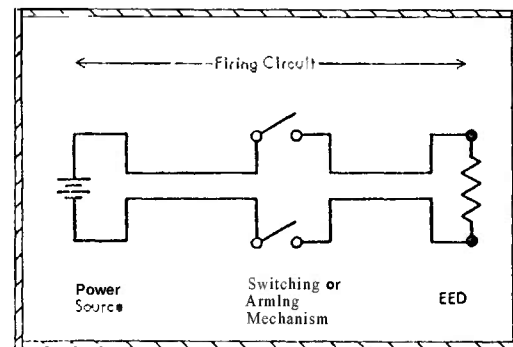 Firing Circuit
Power
Source
Switching or
Arming
Mechanism
EED